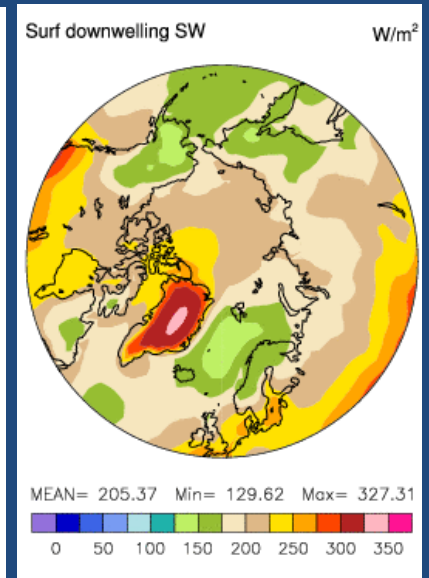 Surf downwelling SW W/m²
MEAN= 205.37 Min= 129.62 Max= 327.31
0 50 100 150 200 250 300 350